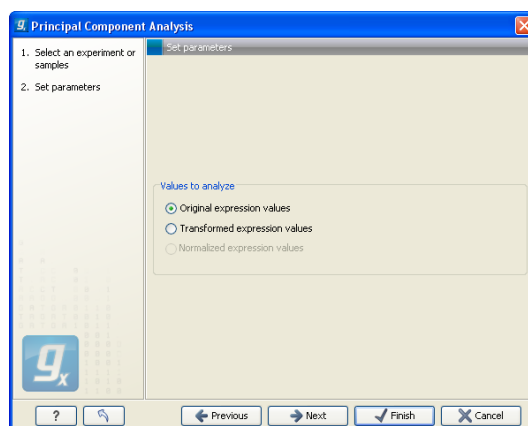 Principal Component Analysis
1. Select an experiment or
samples
2. Set parameters
Set parameters
Values to analyze
Original expression values
Transformed expression values
Normalized expression values
gx
?
Previous
Next
Finish
Cancel